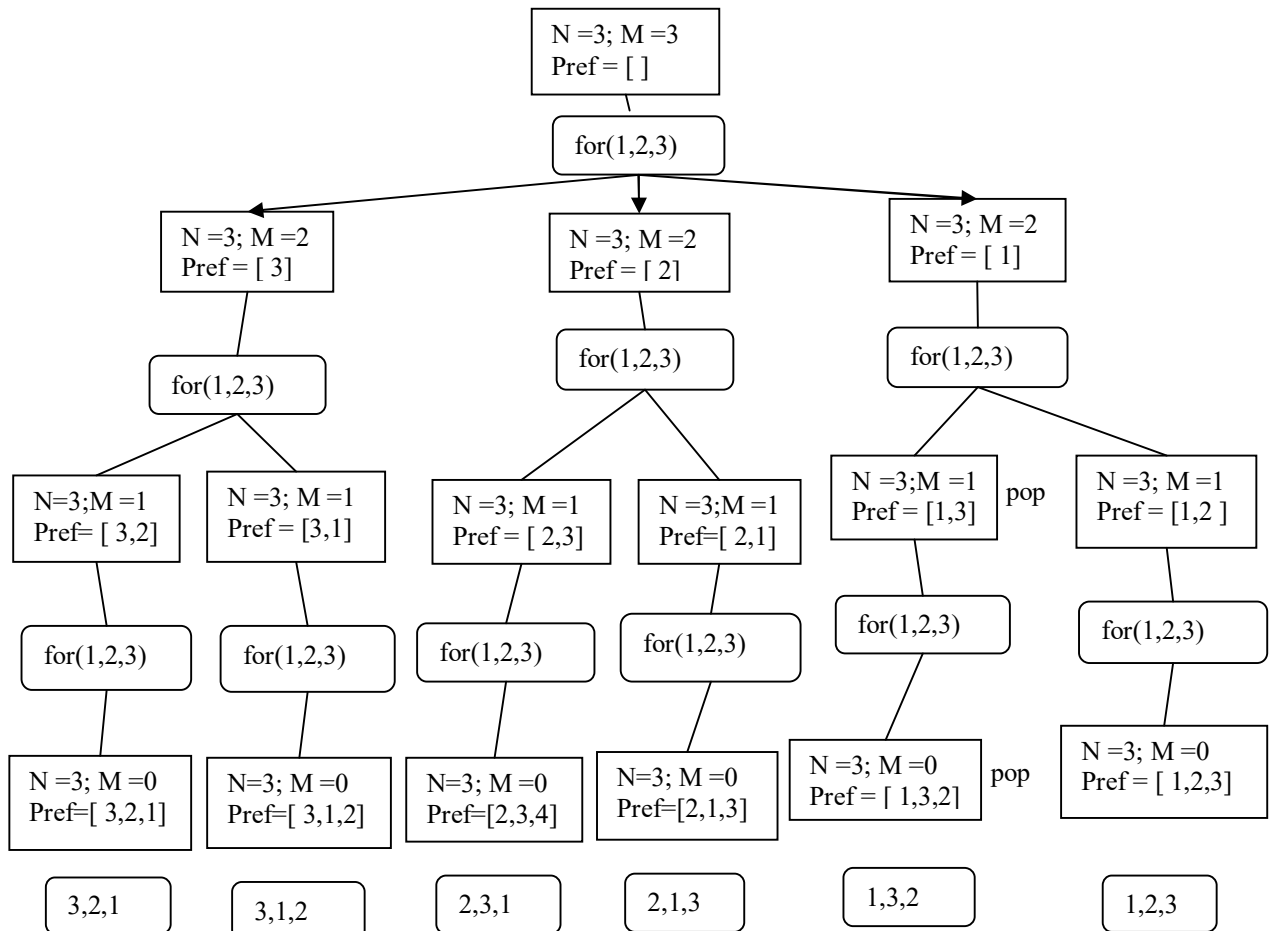 N =3; M =3
Pref = [ ]
for(1,2,3)
N =3; M =2
Pref = [ 3]
N =3; M =2
Pref = [ 2]
N =3; M =2
Pref = [ 1]
for(1,2,3)
for(1,2,3)
for(1,2,3)
N=3;M =1
Pref= [ 3,2]
N =3; M =1
Pref = [3,1]
N =3; M =1
Pref = [ 2,3]
N =3;M =1
Pref=[ 2,1]
N =3;M =1
Pref = [1,3]
pop
N =3; M =1
Pref = [1,2 ]
for(1,2,3)
for(1,2,3)
for(1,2,3)
for(1,2,3)
for(1,2,3)
for(1,2,3)
N =3; M =0
Pref=[ 3,2,1]
N=3; M =0
Pref=[ 3,1,2]
N=3; M =0
Pref=[2,3,4]
N=3; M =0
Pref=[2,1,3]
N =3; M =0
Pref = [ 1,3,2]
pop
N =3; M =0
Pref = [ 1,2,3]
3,2,1
3,1,2
2,3,1
2,1,3
1,3,2
1,2,3